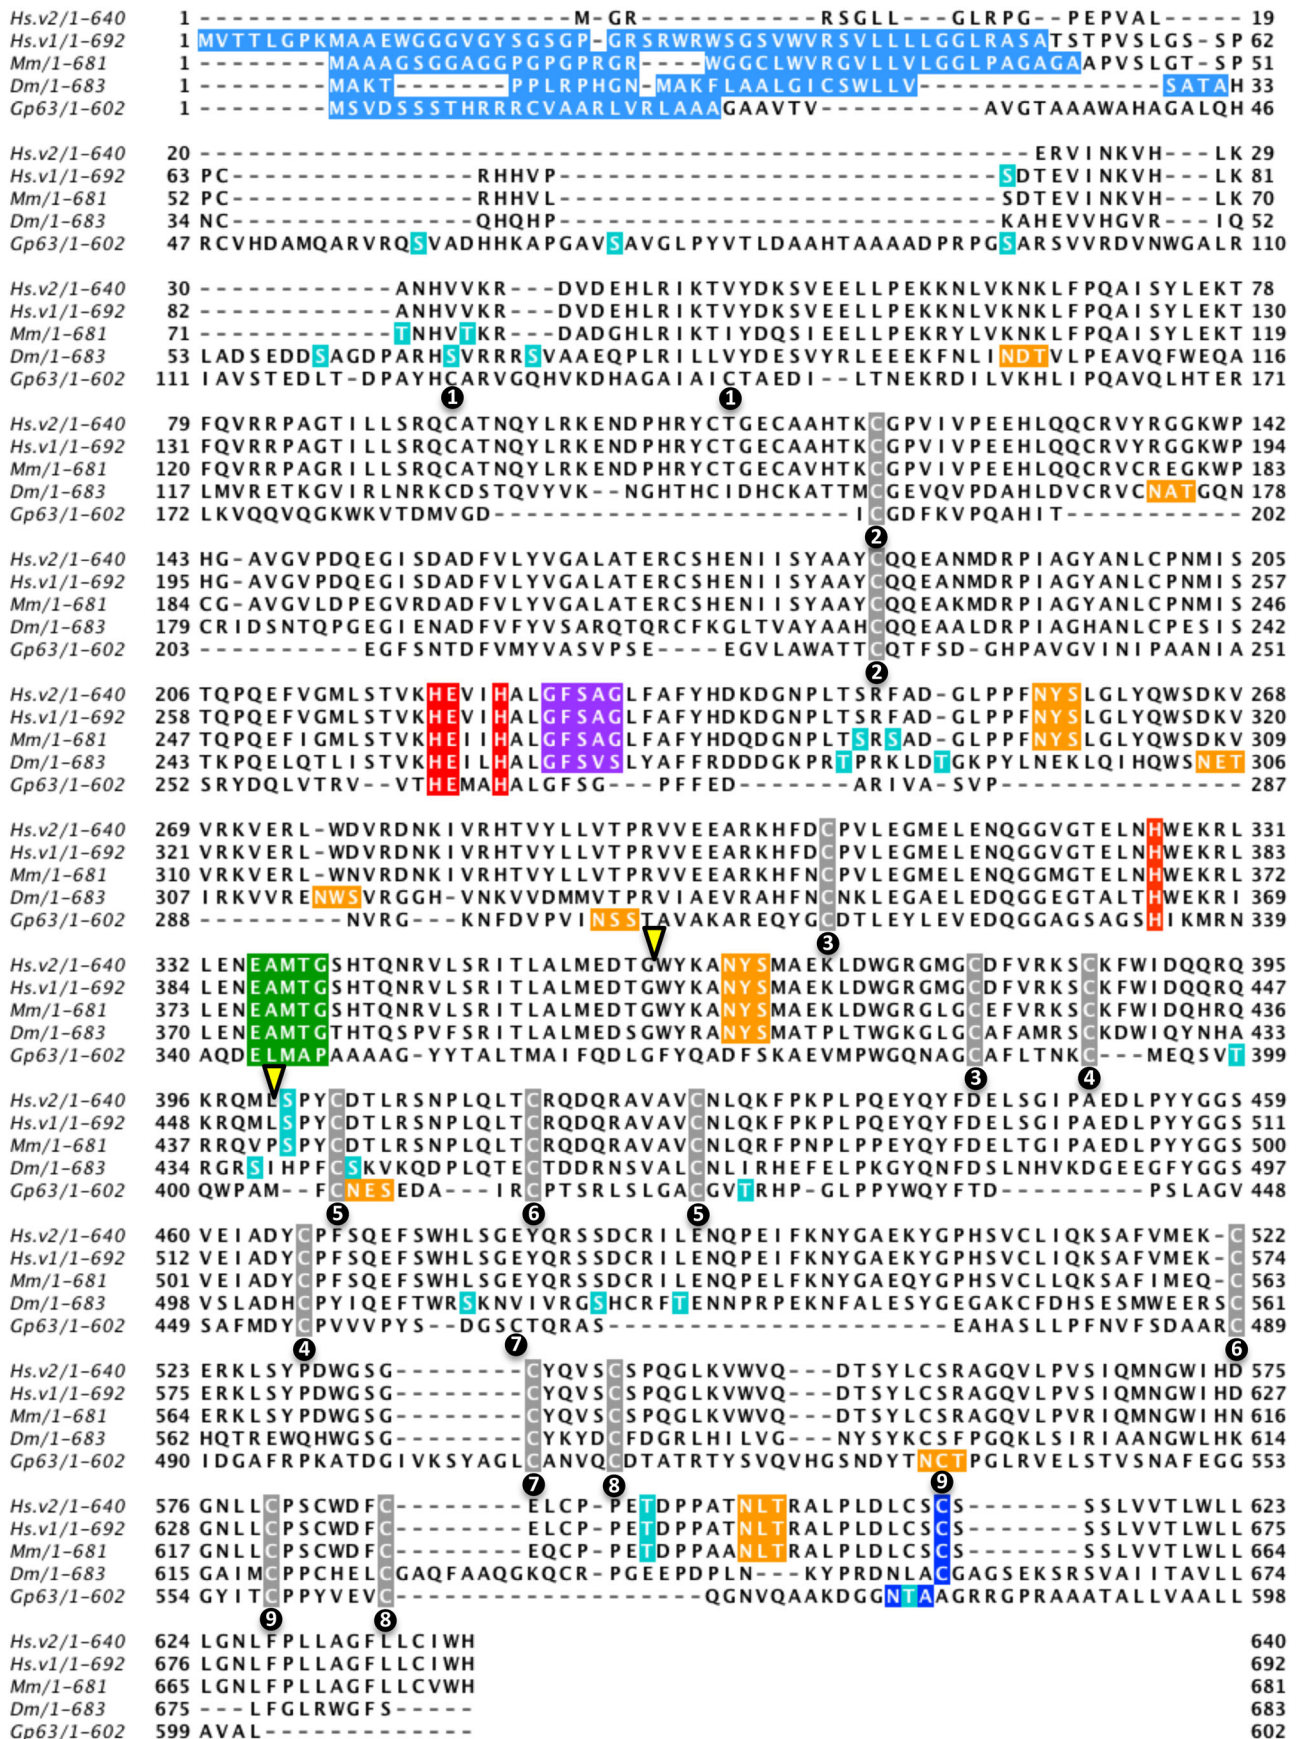 Hs.v2/1-640 1 -----------------------M-GR-----------RSGLL---GLRPG--PEPVAL-----19
Hs.v1/1-692 1 MVTTLGPKMAAEWGGGVGYSGSGP-GRSRWRWSGSVWVRSVLLLLGGLRASATSTPVSLGS-SP 62
Mm/1-681 1 --------MAAAGSGGAGGPGPGPRGR----WGGCLWVRGVLLVLGGLPAGAGAAPVSLGT-SP 51
Dm/1-683 1 --------MAKT-------PPLRPHGN-MAKFLAALGICSWLLV---------------SATAH 33
Gp63/1-602 1 --------MSVDSSSTHRRRCVAARLVRLAAAGAAVTV----------AVGTAAAWAHAGALQH 46
Hs.v2/1-640 20 ---------------------------------------------------ERVINKVH---LK 29
Hs.v1/1-692 63 PC---------------RHHVP---------------------------SDTEVINKVH---LK 81
Mm/1-681 52 PC---------------RHHVL---------------------------SDTEVINKVH---LK 70
Dm/1-683 34 NC---------------QHQHP---------------------------KAHEVVHGVR---IQ 52
Gp63/1-602 47 RCVHDAMQARVRQSVADHHKAPGAVSAVGLPYVTLDAAHTAAAADPRPGSARSVVRDVNWGALR 110
Hs.v2/1-640 30 ------------ANHVVKR---DVDEHLRIKTVYDKSVEELLPEKKNLVKNKLFPQAISYLEKT 78
Hs.v1/1-692 82 ------------ANHVVKR---DVDEHLRIKTVYDKSVEELLPEKKNLVKNKLFPQAISYLEKT 130
Mm/1-681 71 ------------TNHVTKR---DADGHLRIKTIYDQSIEELLPEKRYLVKNKLFPQAISYLEKT 119
Dm/1-683 53 LADSEDDSAGDPARHSVRRRRSVAAEQPLRILLVYDESVYRLEEEKFNLINDTVLPEAVQFWEQA 116
Gp63/1-602 111 IAVSTEDLT-DPAYHCARVGQHVKDHAGAIAICTAEDI--LTNEKRDILVKHLIPQAVQLHTER 171
1 1
Hs.v2/1-640 79 FQVRRPAGTILLSRQCATNQYLRKENDPHRYCTGECAAHTKCGPVIVPEEHLQQCRVYRGGKWP 142
Hs.v1/1-692 131 FQVRRPAGTILLSRQCATNQYLRKENDPHRYCTGECAAHTKCGPVIVPEEHLQQCRVYRGGKWP 194
Mm/1-681 120 FQVRRPAGRILLSRQCATNQYLRKENDPHRYCTGECAVHTKCGPVIVPEEHLQQCRVCREGKWP 183
Dm/1-683 117 LMVRETKGVIRLNRKCDSTQVYVK--NGHTHCIDHCKATTMCGEVQVPDAHLDVCRVCNATGQN 178
Gp63/1-602 172 LKVQQVQGKWKVTDMVGD----------------------ICGDFKVPQAHIT----------- 202
2
Hs.v2/1-640 143 HG-AVGVPDQEGISDADFVLYVGALATERCSHENIISYAAYCQQEANMDRPIAGYANLCPNMIS 205
Hs.v1/1-692 195 HG-AVGVPDQEGISDADFVLYVGALATERCSHENIISYAAYCQQEANMDRPIAGYANLCPNMIS 257
Mm/1-681 184 CG-AVGVLDPEGVRDADFVLYVGALATERCSHENIISYAAYCQQEAKMDRPIAGYANLCPNMIS 246
Dm/1-683 179 CRIDSNTQPGEGIENADFVFYVSARQTQRCFKGLTVAYAAHCQQEAALDRPIAGHANLCPESIS 242
Gp63/1-602 203 ----------EGFSNTDFVMYVASVPSE----EGVLAWATTCQTFSD-GHPAVGVINIPAANIA 251
2
Hs.v2/1-640 206 TQPQEFVGMLSTVKHEVIHALGFSAGLFAFYHDKDGNPLTSRFAD-GLPPFNYSLGLYQWSDKV 268
Hs.v1/1-692 258 TQPQEFVGMLSTVKHEVIHALGFSAGLFAFYHDKDGNPLTSRFAD-GLPPFNYSLGLYQWSDKV 320
Mm/1-681 247 TQPQEFIGMLSTVKHEIIHALGFSAGLFAFYHDQDGNPLTSRSAD-GLPPFNYSLGLYQWSDKV 309
Dm/1-683 243 TKPQELQTLISTVKHEILHALGFSVSLYAFFRDDDGKPRTPRKLDTGKPYLNEKLQIHQWSNET 306
Gp63/1-602 252 SRYDQLVTRV--VTHEMAHALGFSG---PFFED-------ARIVA-SVP--------------- 287
Hs.v2/1-640 269 VRKVERL-WDVRDNKIVRHTVYLLVTPRVVEEARKHFDCPVLEGMELENQGGVGTELNHWEKRL 331
Hs.v1/1-692 321 VRKVERL-WDVRDNKIVRHTVYLLVTPRVVEEARKHFDCPVLEGMELENQGGVGTELNHWEKRL 383
Mm/1-681 310 VRKVERL-WNVRDNKIVRHTVYLLVTPRVVEEARKHFNCPVLEGMELENQGGMGTELNHWEKRL 372
Dm/1-683 307 IRKVVRENWSVRGGH-VNKVVDMMVTPRVIAEVRAHFNCNKLEGAELEDQGGEGTALTHWEKRI 369
Gp63/1-602 288 ---------NVRG---KNFDVPVINSSTAVAKAREQYGCDTLEYLEVEDQGGAGSAGSHIKMRN 339
3
Hs.v2/1-640 332 LENEAMTGSHTQNRVLSRITLALMEDTGWYKANYSMAEKLDWGRGMGCDFVRKSCKFWIDQQRQ 395
Hs.v1/1-692 384 LENEAMTGSHTQNRVLSRITLALMEDTGWYKANYSMAEKLDWGRGMGCDFVRKSCKFWIDQQRQ 447
Mm/1-681 373 LENEAMTGSHTQNRVLSRITLALMEDTGWYKANYSMAEKLDWGRGMGCDFVRKSCKFWIDQHRQ 436
Dm/1-683 370 LENEAMTGTHTQSPVFSRITLALMEDSGWYRANYSMATPLTWGKGLGCAFAMRSCKDWIQYNHA 433
Gp63/1-602 340 AQDELMAPAAAAG-YYTALTMAIFQDLGFYQADFSKAEVMPWGQNAGCAFLTNKC---MEQSVT 399
3 4
Hs.v2/1-640 396 KRQMLSPYCDTLRSNPLQLTCRQDQRAVAVCNLQKFPKPLPQEYQYFDELSGIPAEDLPYYGGS 459
Hs.v1/1-692 448 KRQMLSPYCDTLRSNPLQLTCRQDQRAVAVCNLQKFPKPLPQEYQYFDELSGIPAEDLPYYGGS 511
Mm/1-681 437 RRQVPSPYCDTLRSNPLQLTCRQDQRAVAVCNLQRFPNPLPPEYQYFDELTGIPAEDLPYYGGS 500
Dm/1-683 434 RGRSIHPFCSKVKQDPLQTECTDDRNSVALCNLIRHEFELPKGYQNFDSLNHVKDGEEGFYGGS 497
Gp63/1-602 400 QWPAM--FCNESEDA---IRCPTSRLSLGACGVTRHP-GLPPYWQYFTD-------PSLAGV 448
5 6 5
Hs.v2/1-640 460 VEIADYCPFSQEFSWHLSGEYQRSSDCRILENQPEIFKNYGAEKYGPHSVCLIQKSAFVMEK-C 522
Hs.v1/1-692 512 VEIADYCPFSQEFSWHLSGEYQRSSDCRILENQPEIFKNYGAEKYGPHSVCLIQKSAFVMEK-C 574
Mm/1-681 501 VEIADYCPFSQEFSWHLSGEYQRSSDCRILENQPELFKNYGAEQYGPHSVCLLQKSAFIMEQ-C 563
Dm/1-683 498 VSLADHCPYIQEFTWRSKNVIVRGSHCRFTENNPRPEKNFALESYGEGAKCFDHSESMWEERSC 561
Gp63/1-602 449 SAFMDYCPVVVPYS--DGSCTQRAS---------------------EAHASLLPFNVFSDAARC 489
4 7 6
Hs.v2/1-640 523 ERKLSYPDWGSG--------CYQVSCSPQGLKVWVQ---DTSYLCSRAGQVLPVSIQMNGWIHD 575
Hs.v1/1-692 575 ERKLSYPDWGSG--------CYQVSCSPQGLKVWVQ---DTSYLCSRAGQVLPVSIQMNGWIHD 627
Mm/1-681 564 ERKLSYPDWGSG--------CYQVSCSPQGLKVWVQ---DTSYLCSRAGQVLPVRIQMNGWIHN 616
Dm/1-683 562 HQTREWQHWGSG--------CYKYDCFDGRLHILVG---NYSYKCSFPGQKLSIRIAANGWLHK 614
Gp63/1-602 490 IDGAFRPKATDGIVKSYAGLCANVQCDTATRTYSVQVHGSNDYTNCTPGLRVELSTVSNAFEGG 553
7 8 9
Hs.v2/1-640 576 GNLLCPSCWDFC--------ELCP-PETDPPATNLTRALPLDLCSCS-------SSLVVTLWLL 623
Hs.v1/1-692 628 GNLLCPSCWDFC--------ELCP-PETDPPATNLTRALPLDLCSCS-------SSLVVTLWLL 675
Mm/1-681 617 GNLLCPSCWDFC--------EQCP-PETDPPAANLTRALPLDLCSCS-------SSLVVTLWLL 664
Dm/1-683 615 GAIMCPPCHELCGAQFAAQGKQCR-PGEEPDPLN---KYPRDNLACGAGSEKSRSVAIITAVLL 674
Gp63/1-602 554 GYITCPPYVEVC-------------------QGNVQAAKDGGNTAAGRRGPRAAATALLVAALL 598
9 8
Hs.v2/1-640 624 LGNLFPLLAGFLLCIWH 640
Hs.v1/1-692 676 LGNLFPLLAGFLLCIWH 692
Mm/1-681 665 LGNLFPLLAGFLLCVWH 681
Dm/1-683 675 ---LFGLRWGFS----- 683
Gp63/1-602 599 AVAL------------- 602